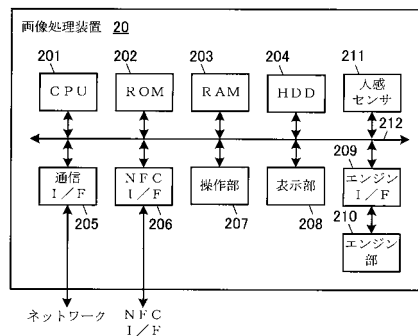 画像処理装置 20
201
202
203
204
211
CPU
ROM
RAM
HDD
人感
センサ
212
209
通信
I/F
NFC
I/F
操作部
表示部
エンジン
I/F
205
206
207
208
210
エンジン
部
ネットワーク
NFC
I/F